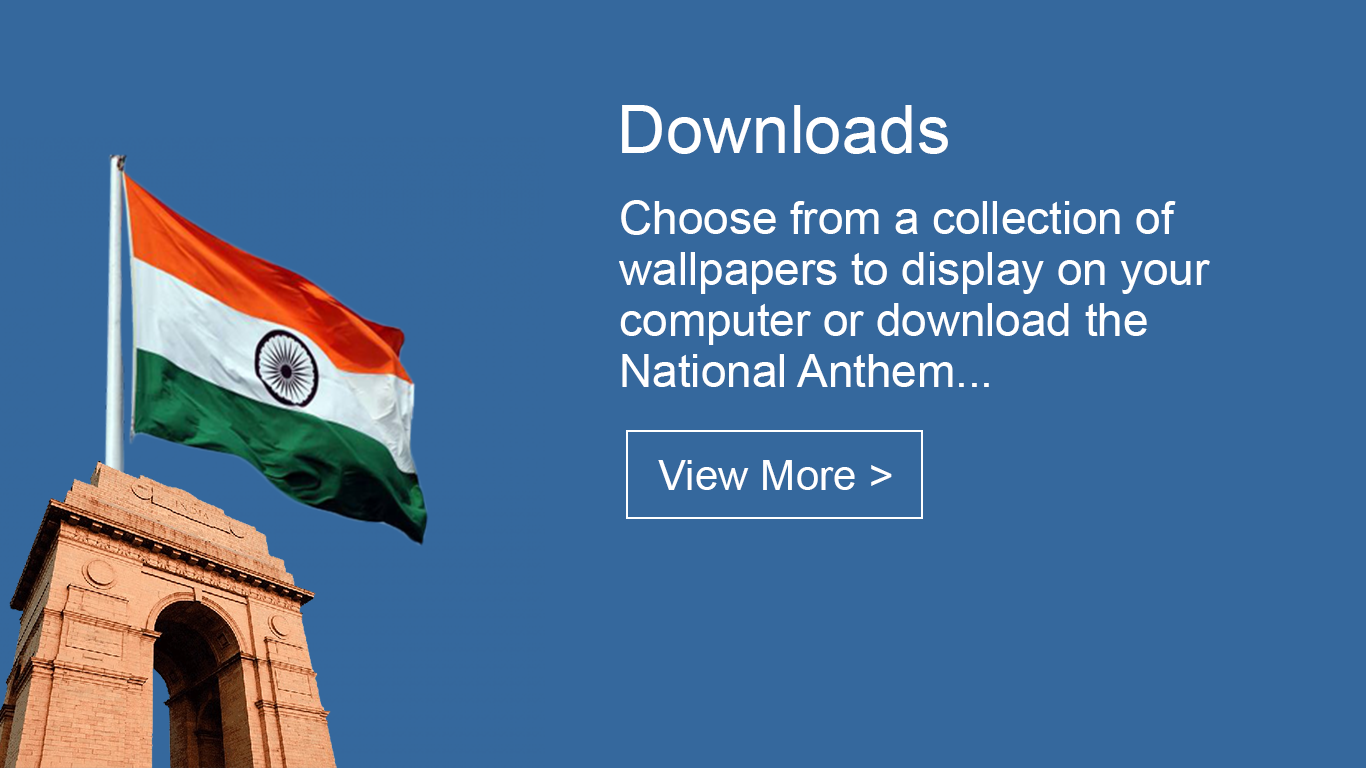 Downloads
Choose from a collection of
wallpapers to display on your
computer or download the
National Anthem...
View More >